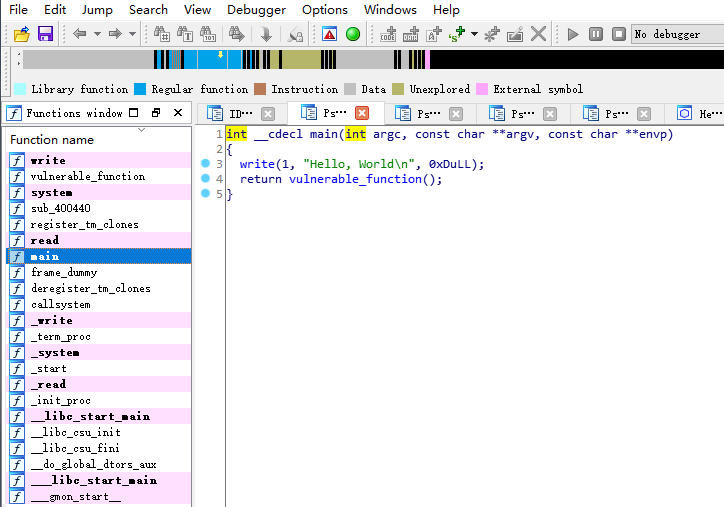 File Edit Jump Search View Debugger Options Windows Help
No debugger
Library function Regular function Instruction Data Unexplored External symbol
Functions window
ID⋯ Ps⋯ Ps⋯ Ps⋯ Ps⋯ He
Function name
write
vulnerable_function
system
sub_400440
register_tm_clones
read
main
frame_dummy
deregister_tm_clones
callsystem
_write
_term_proc
_system
_start
_read
_init_proc
__libc_start_main
__libc_csu_init
__libc_csu_fini
__do_global_dtors_aux
___libc_start_main
___gmon_start__
1 int __cdecl main(int argc, const char **argv, const char **envp)
2 {
3 write(1, "Hello, World\n", 0xDuLL);
4 return vulnerable_function();
5 }